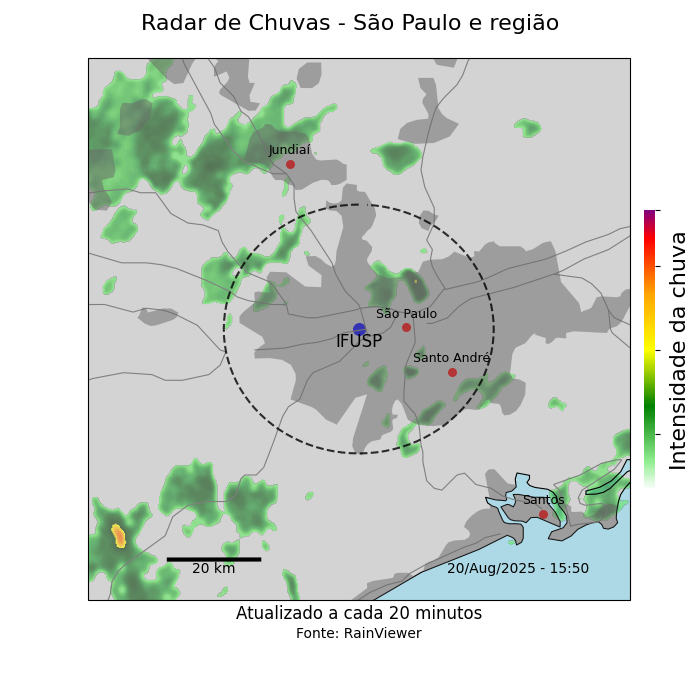 Radar de Chuvas - São Paulo e região
Jundiaí
São Paulo
IFUSP
Santo André
Santos
20 km
20/Aug/2025 - 15:50
Intensidade da chuva
Atualizado a cada 20 minutos
Fonte: RainViewer